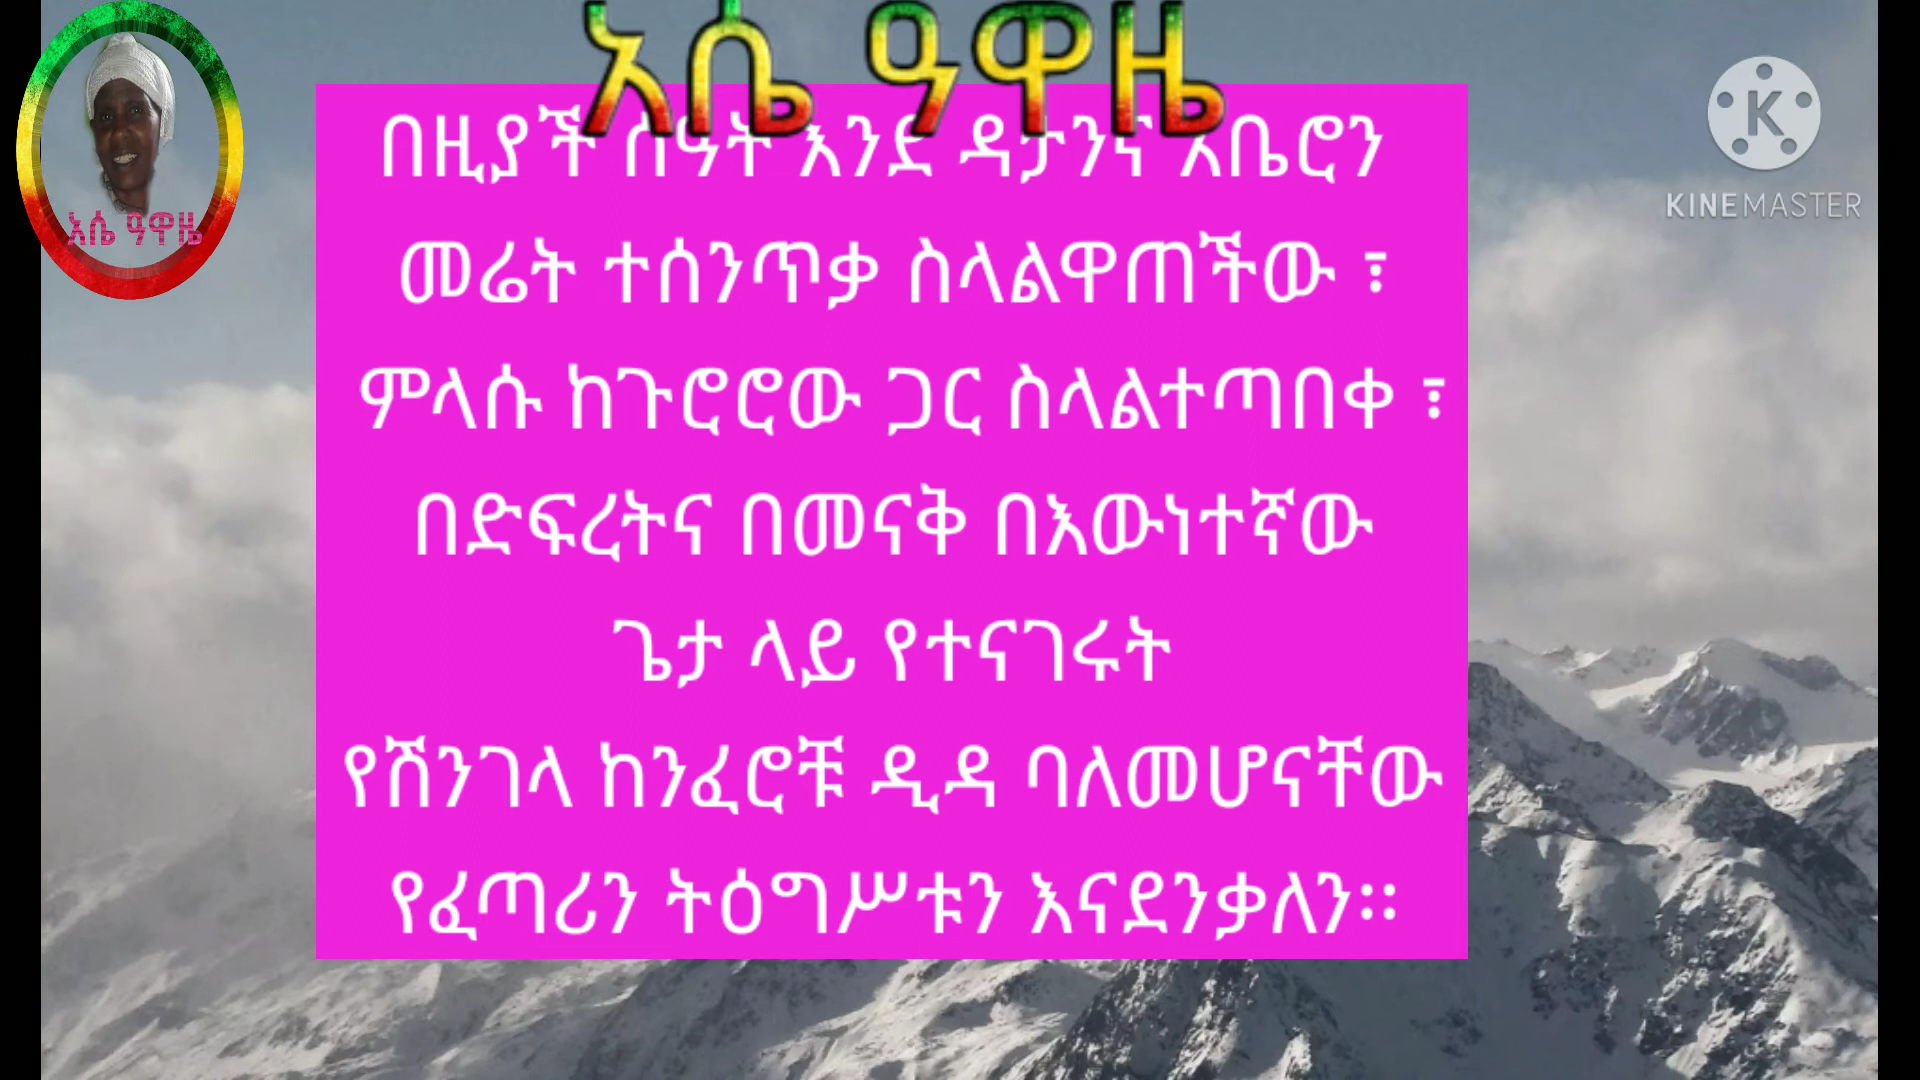 አሴ ዓዋዜ
አሴ ዓዋዜ
KINEMASTER
በዚያች ሰዓት እንደ ዳታንና አቤሮን
መሬት ተሰንጥቃ ስላልዋጠችው ፣
ምላሱ ከጉሮሮው ጋር ስላልተጣበቀ ፣
በድፍረትና በመናቅ በእውነተኛው
ጌታ ላይ የተናገሩት
የሽንገላ ከንፈሮቹ ዲዳ ባለመሆናቸው
የፈጣሪን ትዕግሥቱን እናደንቃለን፡፡